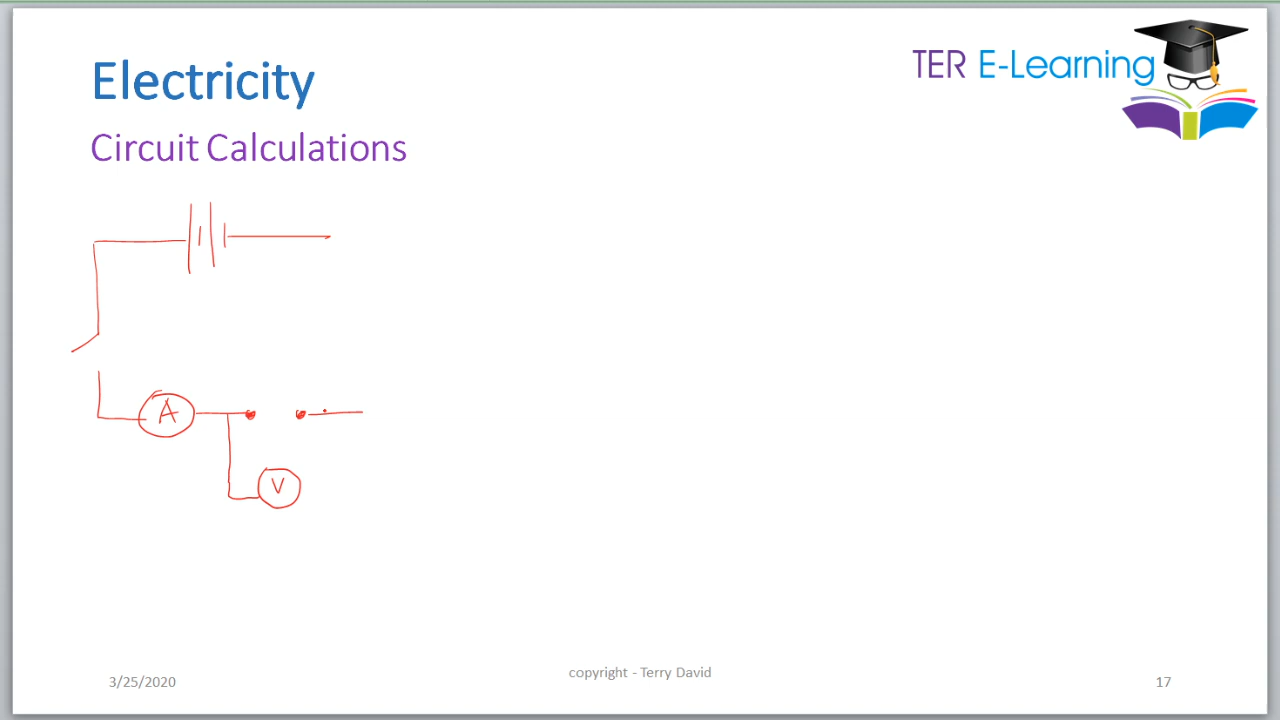 TER E-Learning
Electricity
Circuit Calculations
A
V
3/25/2020
copyright - Terry David
17